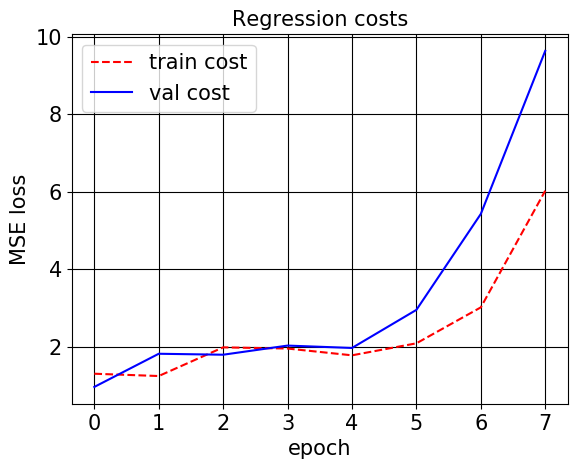 Regression costs
train cost
val cost
MSE loss
10
8
6
4
2
0 1 2 3 4 5 6 7
epoch